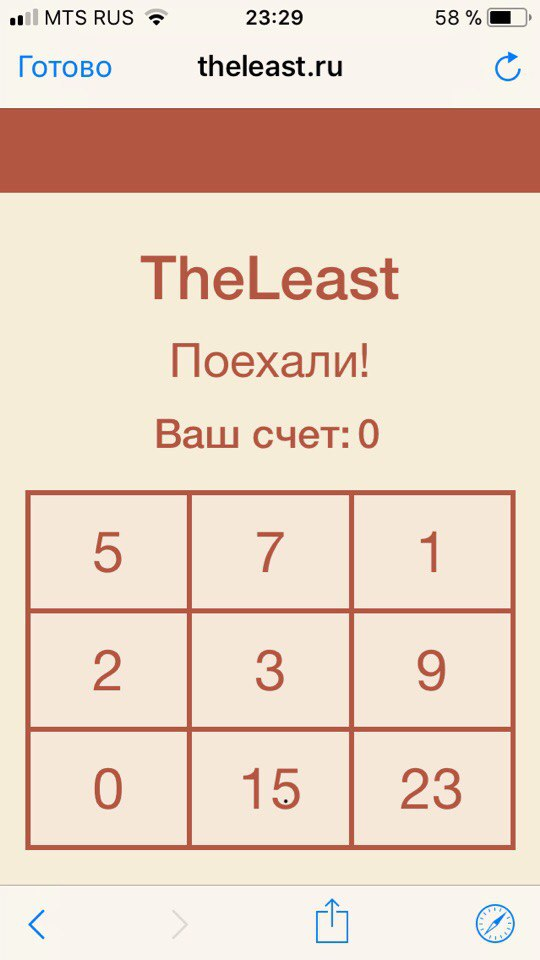 MTS RUS 23:29 58 %
Готово theleast.ru
TheLeast
Поехали!
Ваш счет: 0
5 7 1
2 3 9
0 15 23